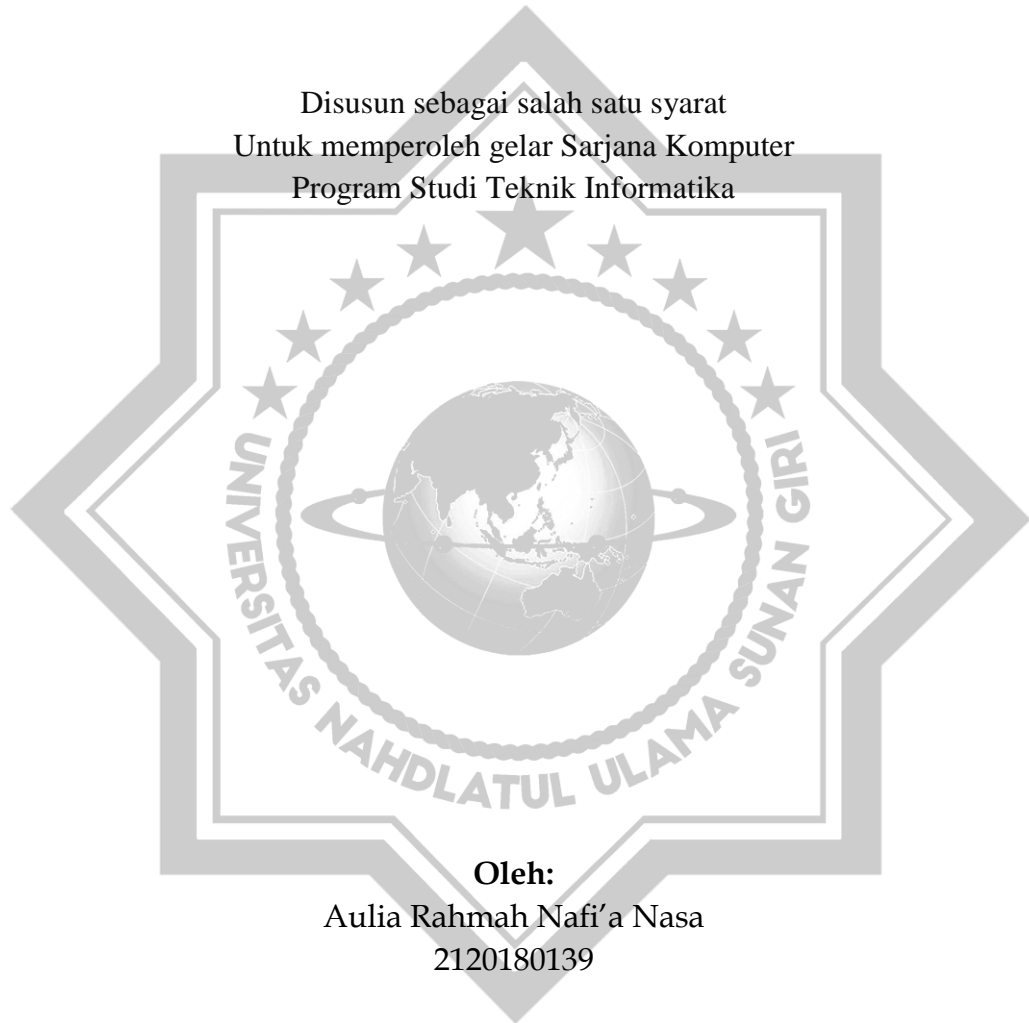 Disusun sebagai salah satu syarat
Untuk memperoleh gelar Sarjana Komputer
Program Studi Teknik Informatika
UNIVERSITAS NAHDLATUL ULAMA SUNAN GIRI
Oleh:
Aulia Rahmah Nafi’a Nasa
2120180139